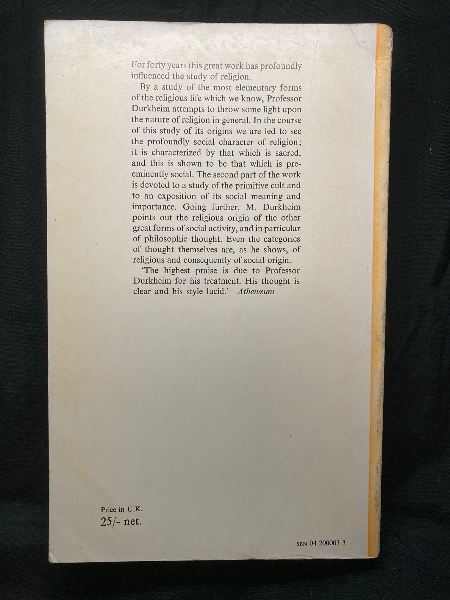 For forty years this great work has profoundly
influenced the study of religion.
By a study of the most elementary forms
of the religious life which we know, Professor
Durkheim attempts to throw some light upon
the nature of religion in general. In the course
of this study of its origins we are led to see
the profoundly social character of religion;
it is characterized by that which is sacred,
and this is shown to be that which is pre-
eminently social. The second part of the work
is devoted to a study of the primitive cult and
to an exposition of its social meaning and
importance. Going further, M. Durkheim
points out the religious origin of the other
great forms of social activity, and in particular
of philosophic thought. Even the categories
of thought themselves are, as he shows, of
religious and consequently of social origin.
'The highest praise is due to Professor
Durkheim for his treatment. His thought is
clear and his style lucid.'—Athenæum
Price in U.K.
25/- net.
SBN 04 200003 3